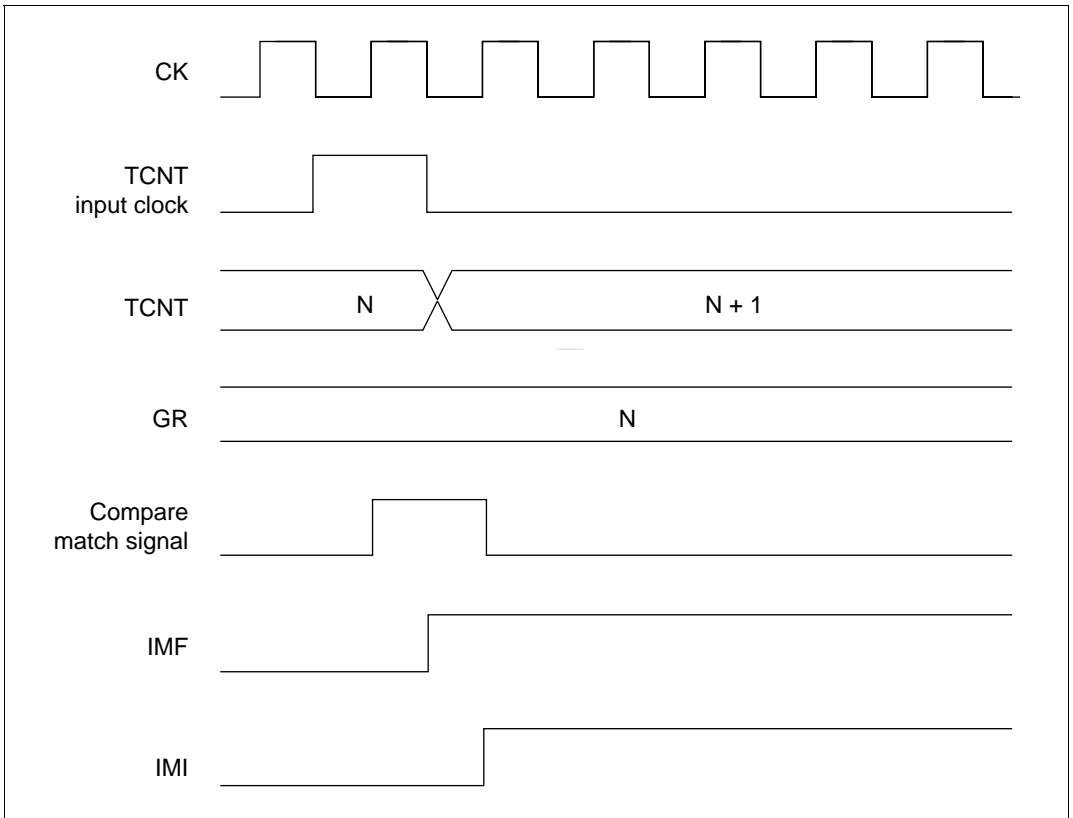 CK
TCNT
input clock
TCNT
N
N + 1
GR
N
Compare
match signal
IMF
IMI